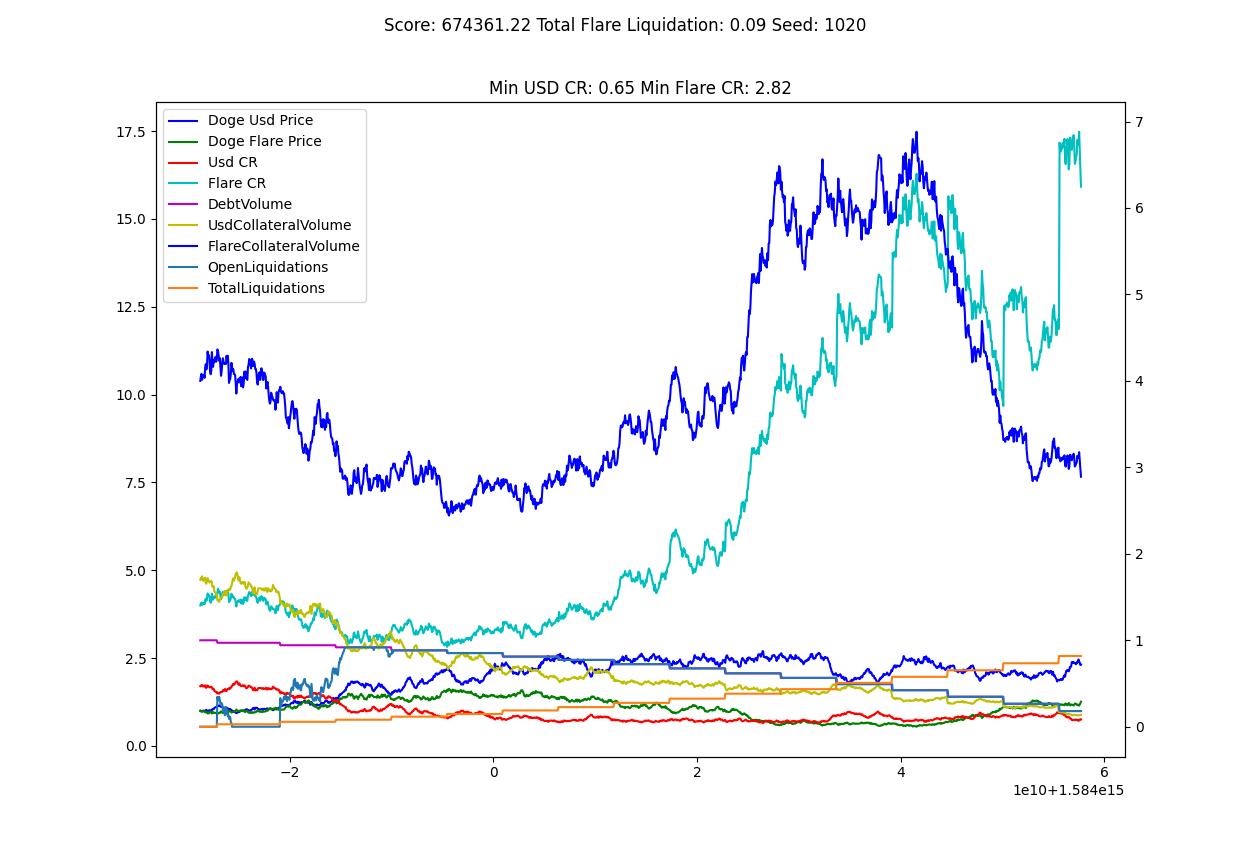 Score: 674361.22 Total Flare Liquidation: 0.09 Seed: 1020
Min USD CR: 0.65 Min Flare CR: 2.82
Doge Usd Price
Doge Flare Price
Usd CR
Flare CR
DebtVolume
UsdCollateralVolume
FlareCollateralVolume
OpenLiquidations
TotalLiquidations
17.5
15.0
12.5
10.0
7.5
5.0
2.5
0.0
7
6
5
4
3
2
1
0
−2
0
2
4
6
1e10+1.584e15